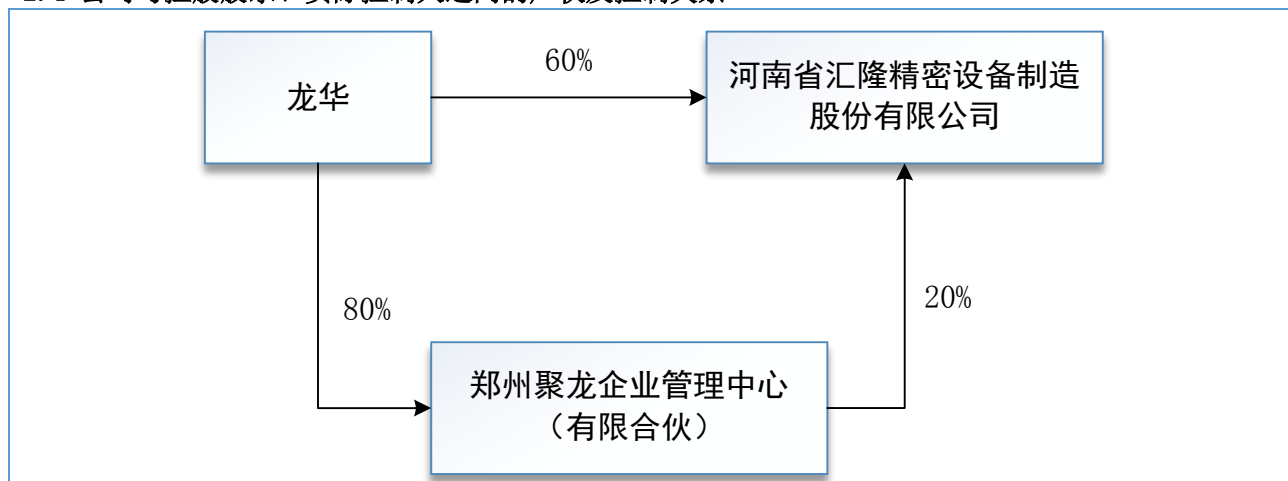 龙华
60%
河南省汇隆精密设备制造
股份有限公司
80%
20%
郑州聚龙企业管理中心
（有限合伙）